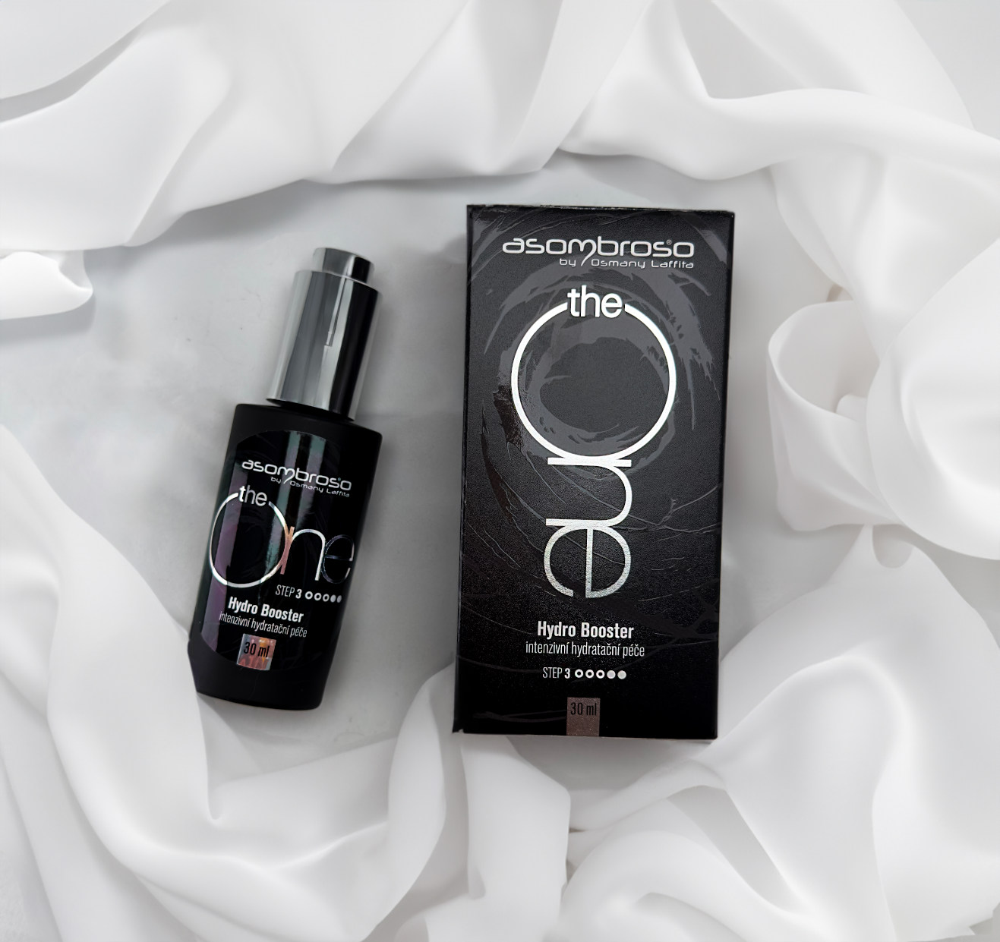 asombroso
by Osmany Laffita
the
One
STEP 3
Hydro Booster
intenzivní hydratační péče
30 ml
asombroso®
by Osmany Laffita
the
One
Hydro Booster
intenzivní hydratační péče
STEP 3
30 ml